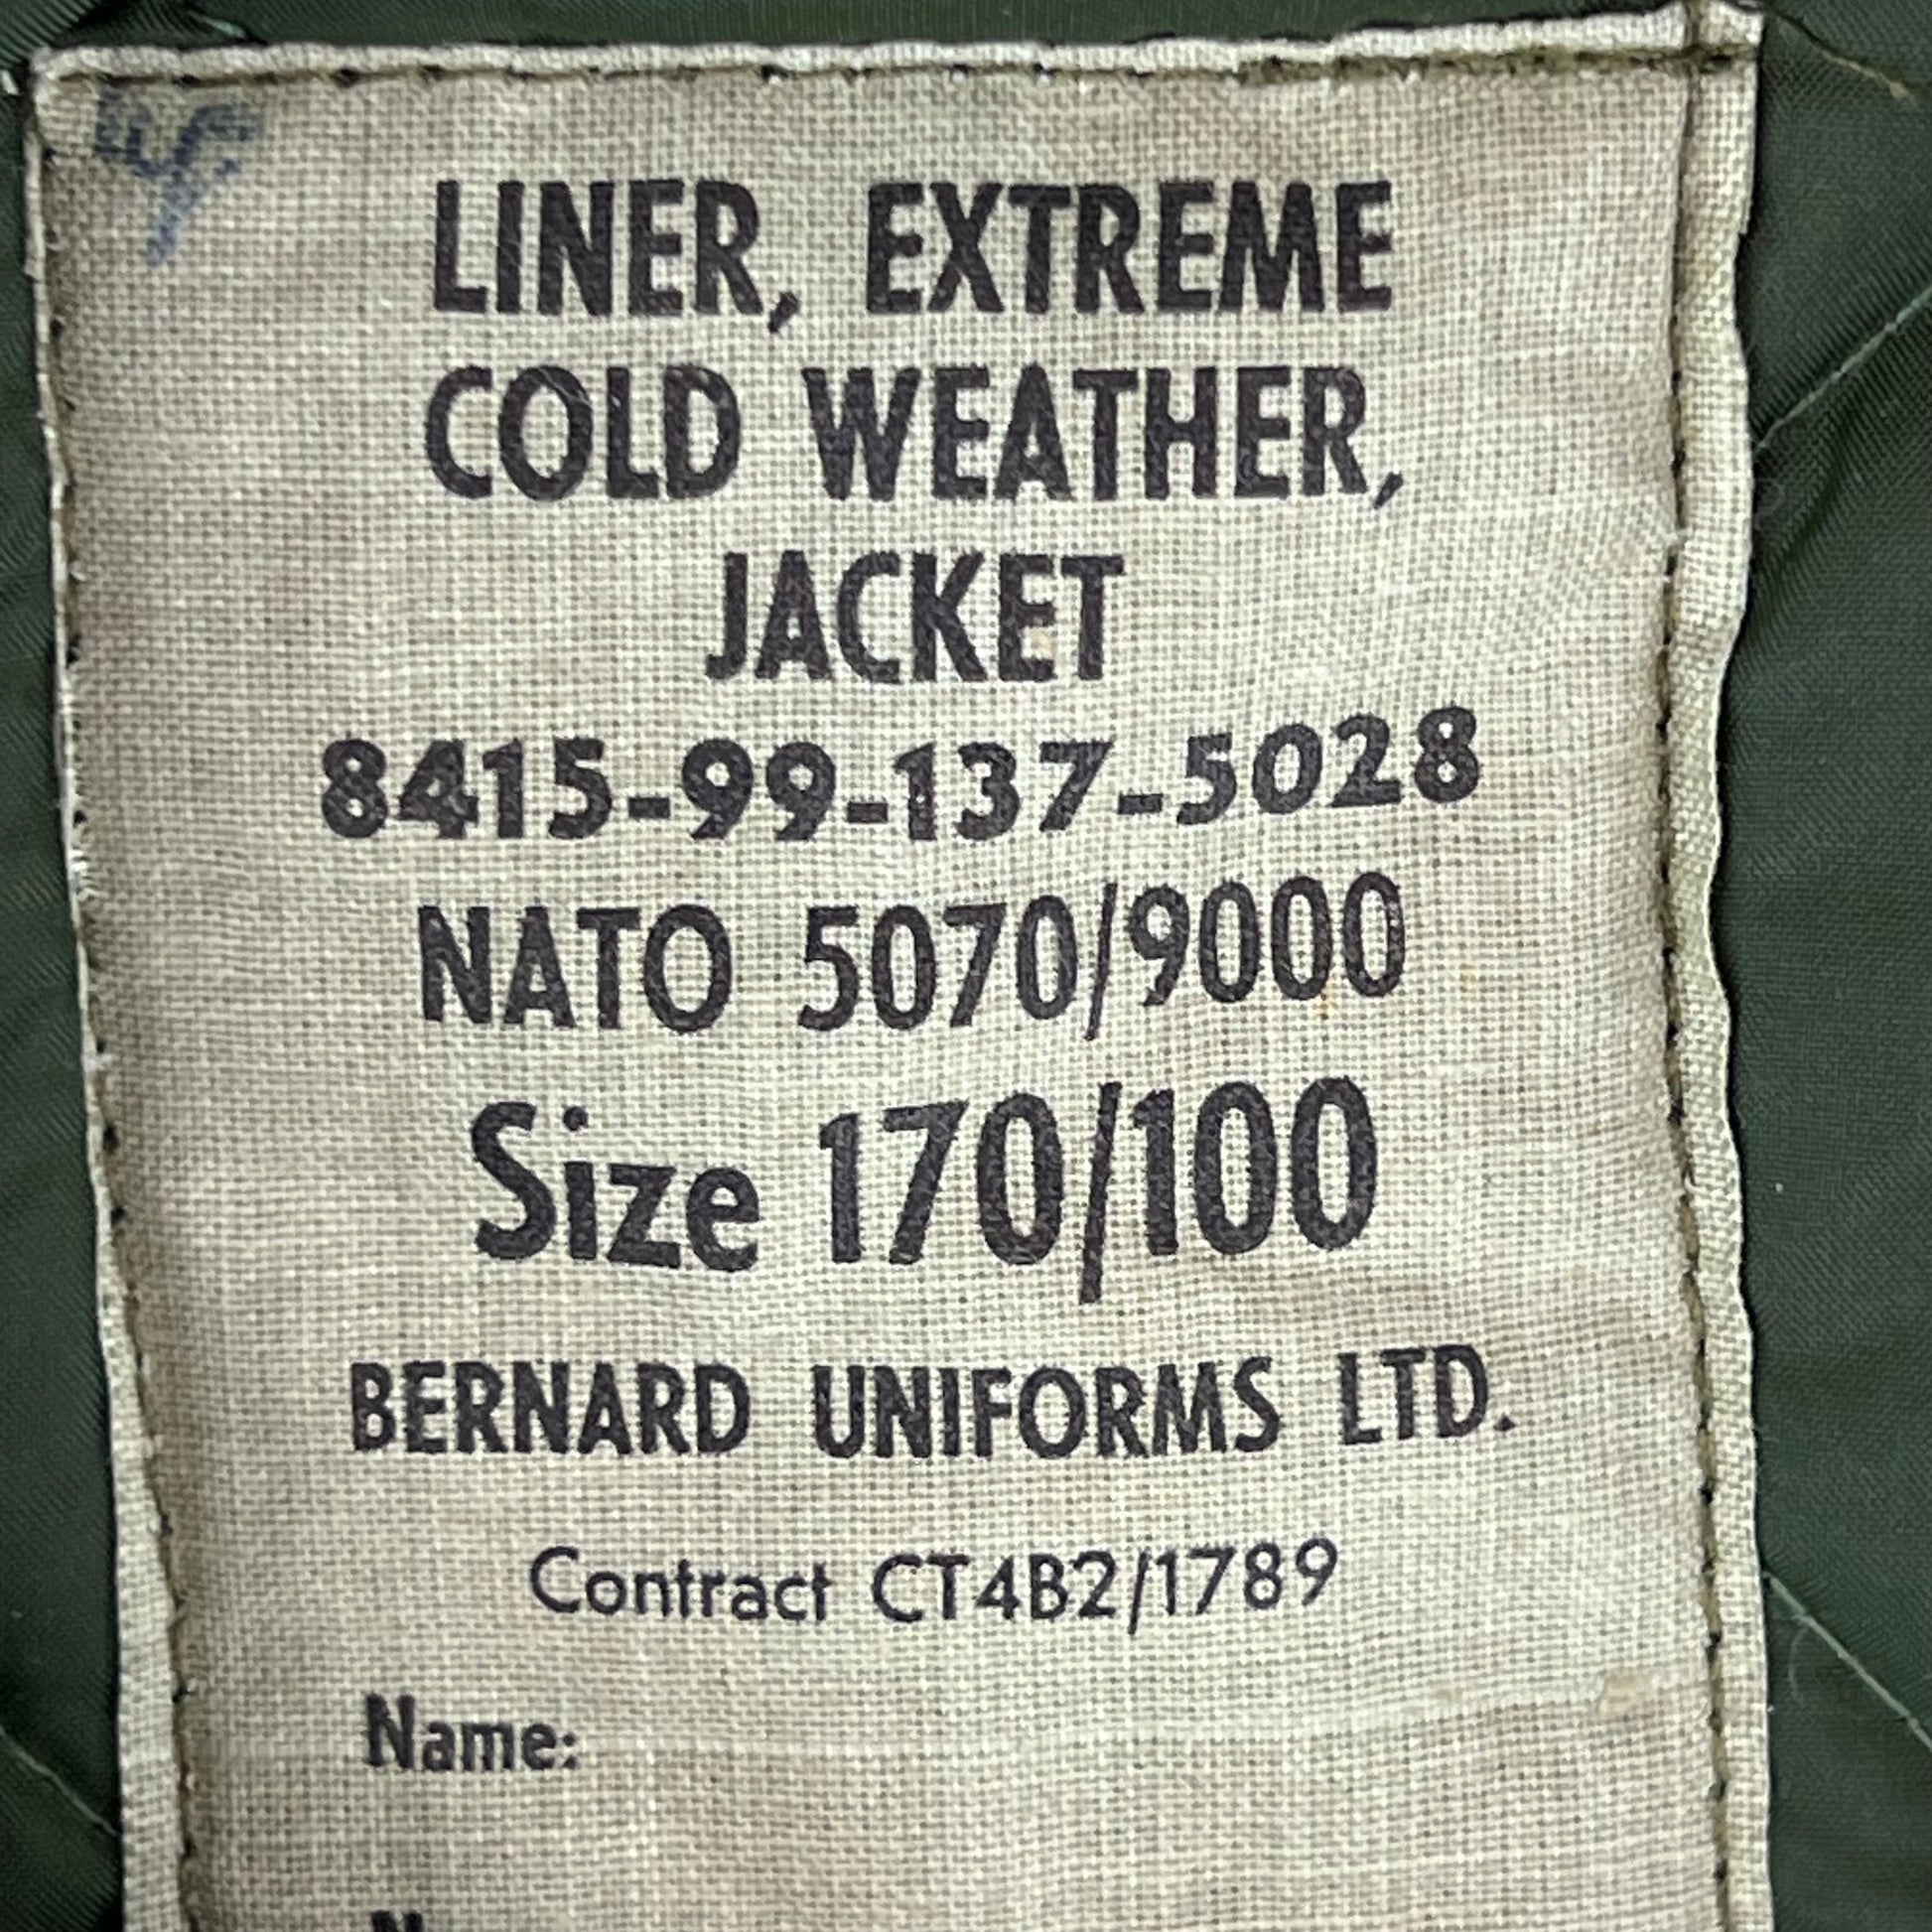 LINER, EXTREME
COLD WEATHER,
JACKET
8415-99-137-5028
NATO 5070/9000
Size 170/100
BERNARD UNIFORMS LTD.
Contract CT4B2/1789
Name: